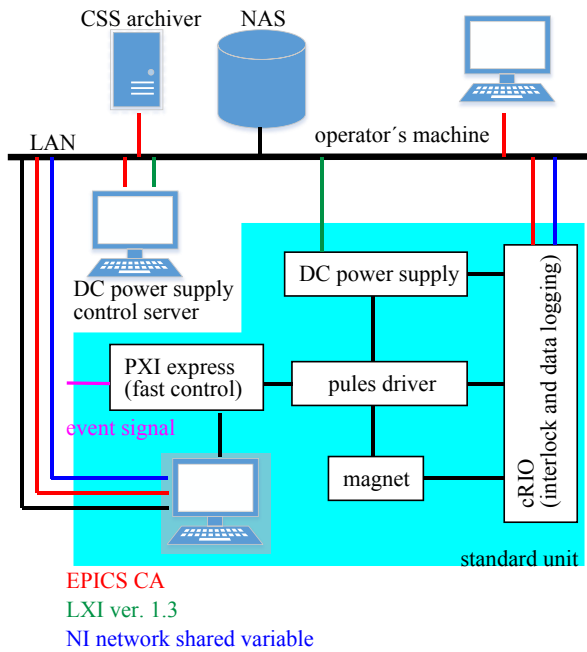 CSS archiver
NAS
LAN
operator´s machine
DC power supply
control server
DC power supply
PXI express
(fast control)
pules driver
cRIO
(interlock and data logging)
event signal
magnet
standard unit
EPICS CA
LXI ver. 1.3
NI network shared variable